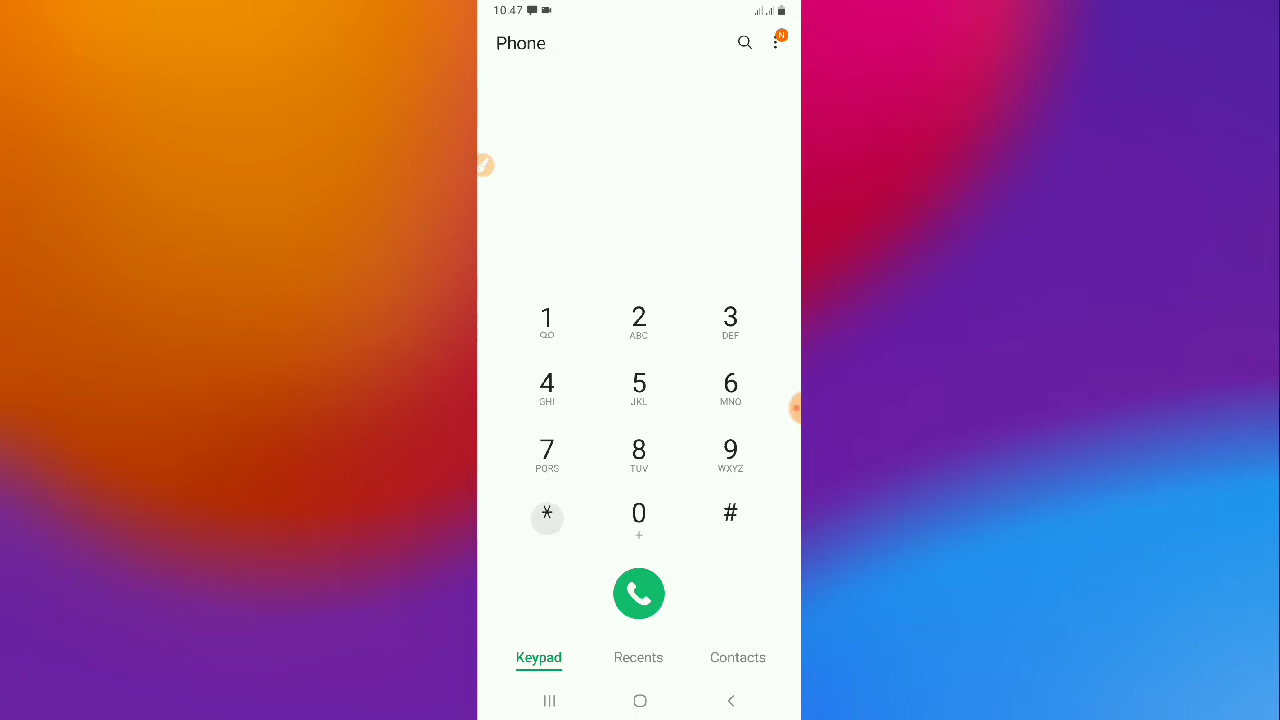 10.47
Phone
N
1 2 3
ABC DEF
4 5 6
GHI JKL MNO
7 8 9
PQRS TUV WXYZ
* 0 #
+
Keypad Recents Contacts